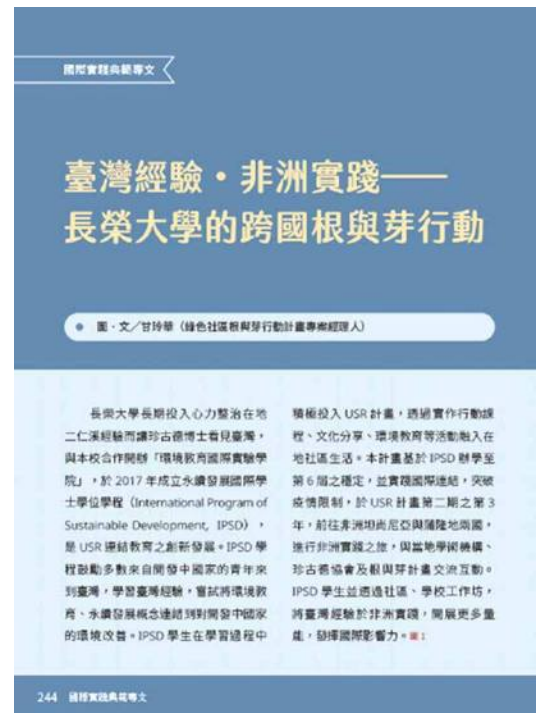 國際實踐典範專文
臺灣經驗・非洲實踐──
長榮大學的跨國根與芽行動
圖・文／甘玲華（綠色社區根與芽行動計畫專案經理人）
長榮大學長期投入心力整治在地
二仁溪經驗而讓珍古德博士看見臺灣，
與本校合作開辦「環境教育國際實驗學
院」，於 2017 年成立永續發展國際學
士學位學程（International Program of
Sustainable Development, IPSD），
是 USR 連結教育之創新發展。IPSD 學
程鼓勵多數來自開發中國家的青年來
到臺灣，學習臺灣經驗，嘗試將環境教
育、永續發展概念連結到對開發中國家
的環境改善。IPSD 學生在學習過程中
積極投入 USR 計畫，透過實作行動課
程、文化分享、環境教育等活動融入在
地社區生活。本計畫基於 IPSD 辦學至
第 6 屆之穩定，並實踐國際連結，突破
疫情限制，於 USR 計畫第二期之第 3
年，前往非洲坦尚尼亞與蒲隆地兩國，
進行非洲實踐之旅，與當地學術機構、
珍古德協會及根與芽計畫交流互動。
IPSD 學生並透過社區、學校工作坊，
將臺灣經驗於非洲實踐，開展更多量
能，發揮國際影響力。圖1
244 國際實踐典範專文